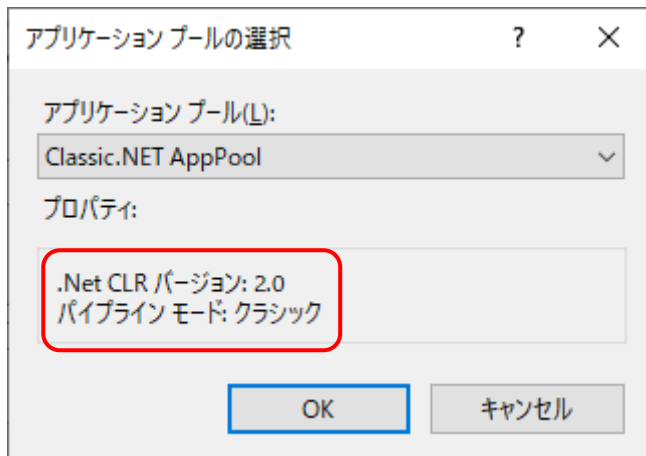 アプリケーション プールの選択 ? ×
アプリケーション プール(L):
Classic.NET AppPool
プロパティ:
.Net CLR バージョン: 2.0
パイプライン モード: クラシック
OK キャンセル